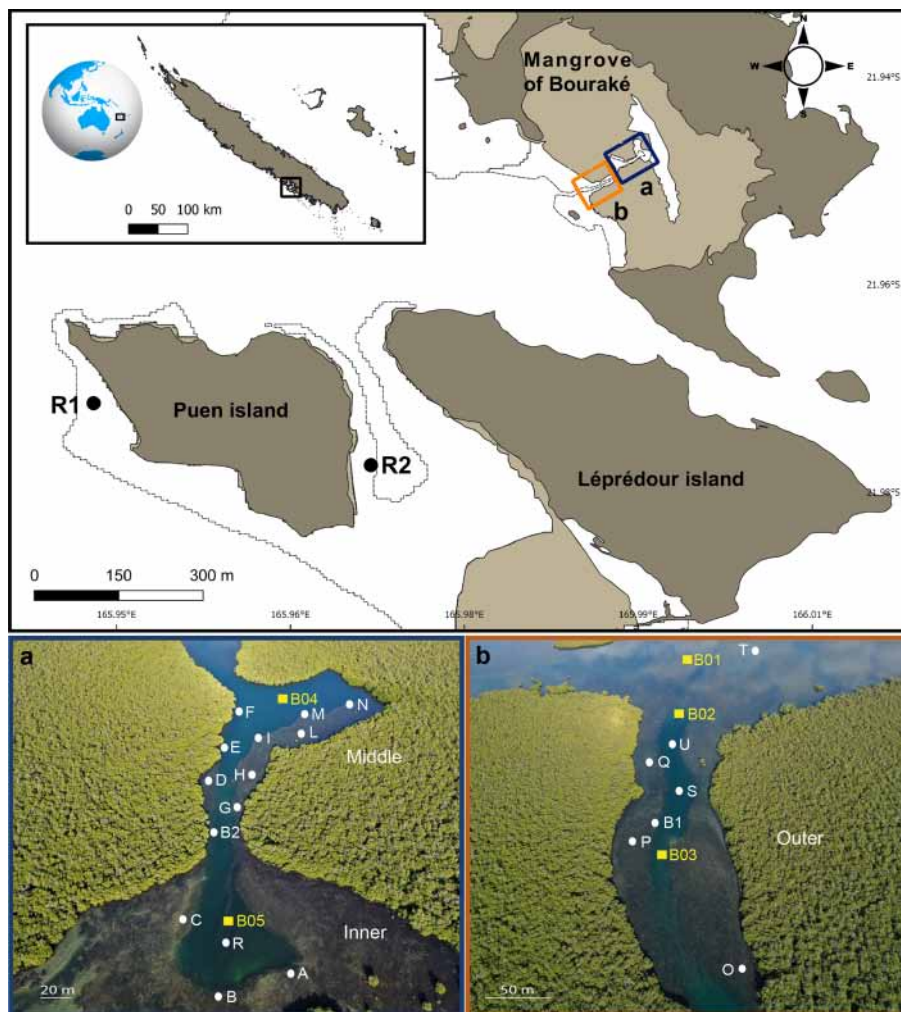 Mangrove
of Bouraké
N
W
E
S
21.94°S
a
b
0
50
100 km
21.96°S
R1
Puen island
R2
Léprédour island
21.98°S
0
150
300 m
165.95°E
165.96°E
165.98°E
165.99°E
166.01°E
a
B04
N
F
M
I
L
E
Middle
H
D
G
B2
C
B05
Inner
R
A
B
20 m
b
T
B01
B02
U
Q
S
B1
P
B03
Outer
O
50 m